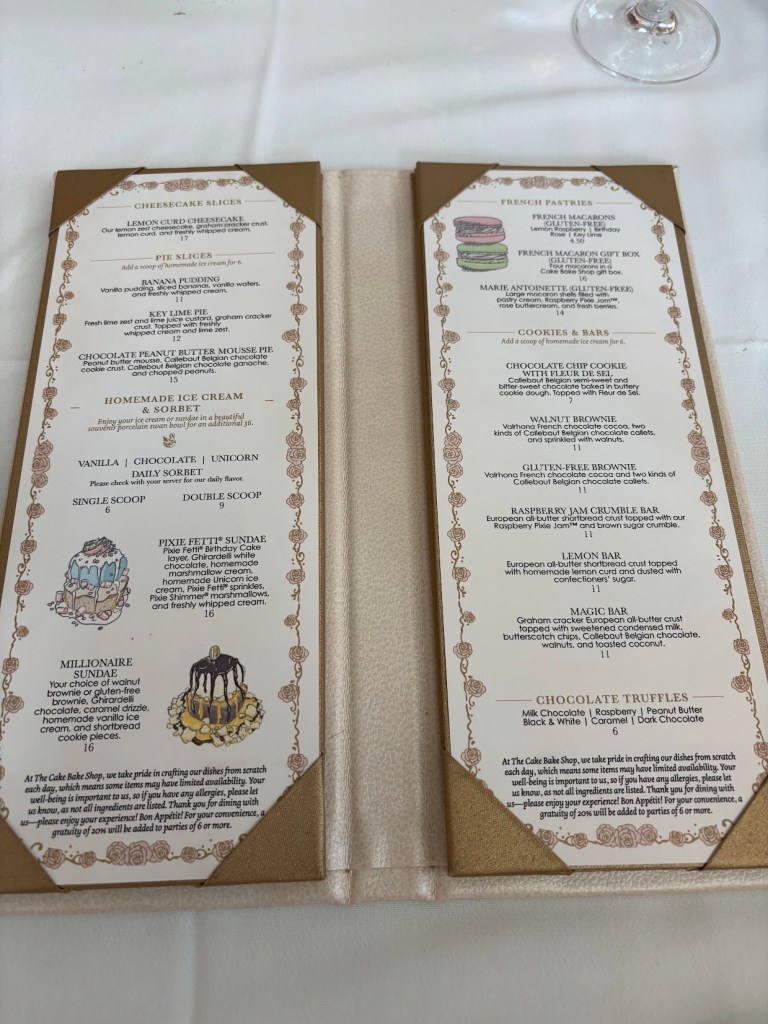 CHEESECAKE SLICES
LEMON CURD CHEESECAKE
Our lemon zest cheesecake, graham cracker crust,
lemon curd, and freshly whipped cream.
17
PIE SLICES
Add a scoop of homemade ice cream for 6.
BANANA PUDDING
Vanilla pudding, sliced bananas, vanilla wafers,
and freshly whipped cream.
11
KEY LIME PIE
Fresh lime zest and lime juice custard, graham cracker
crust. Topped with freshly
whipped cream and lime zest.
12
CHOCOLATE PEANUT BUTTER MOUSSE PIE
Peanut butter mousse, Callebaut Belgian chocolate
cookie crust, Callebaut Belgian chocolate ganache,
and chopped peanuts.
15
HOMEMADE ICE CREAM
& SORBET
Enjoy your ice cream or sundae in a beautiful
souvenir porcelain swan bowl for an additional 36.
VANILLA | CHOCOLATE | UNICORN
DAILY SORBET
Please check with your server for our daily flavor.
SINGLE SCOOP DOUBLE SCOOP
6 9
PIXIE FETTI® SUNDAE
Pixie Fetti® Birthday Cake
layer, Ghirardelli white
chocolate, homemade
marshmallow cream,
homemade Unicorn ice
cream, Pixie Fetti® sprinkles,
Pixie Shimmer® marshmallows,
and freshly whipped cream.
16
MILLIONAIRE
SUNDAE
Your choice of walnut
brownie or gluten-free
brownie, Ghirardelli
chocolate, caramel drizzle,
homemade vanilla ice
cream, and shortbread
cookie pieces.
16
At The Cake Bake Shop, we take pride in crafting our dishes from scratch
each day, which means some items may have limited availability. Your
well-being is important to us, so if you have any allergies, please let
us know, as not all ingredients are listed. Thank you for dining with
us—please enjoy your experience! Bon Appétit! For your convenience, a
gratuity of 20% will be added to parties of 6 or more.
FRENCH PASTRIES
FRENCH MACARONS
(GLUTEN-FREE)
Lemon Raspberry | Birthday
Rose | Key Lime
4.50
FRENCH MACARON GIFT BOX
(GLUTEN-FREE)
Four macarons in a
Cake Bake Shop gift box.
16
MARIE ANTOINETTE (GLUTEN-FREE)
Large macaron shells filled with
pastry cream, Raspberry Pixie Jam™,
rose buttercream, and fresh berries.
14
COOKIES & BARS
Add a scoop of homemade ice cream for 6.
CHOCOLATE CHIP COOKIE
WITH FLEUR DE SEL
Callebaut Belgian semi-sweet and
bitter-sweet chocolate baked in buttery
cookie dough. Topped with Fleur de Sel.
7
WALNUT BROWNIE
Valrhona French chocolate cocoa, two
kinds of Callebaut Belgian chocolate callets,
and sprinkled with walnuts.
11
GLUTEN-FREE BROWNIE
Valrhona French chocolate cocoa and two kinds of
Callebaut Belgian chocolate callets.
11
RASPBERRY JAM CRUMBLE BAR
European all-butter shortbread crust topped with our
Raspberry Pixie Jam™ and brown sugar crumble.
11
LEMON BAR
European all-butter shortbread crust topped
with homemade lemon curd and dusted with
confectioners' sugar.
11
MAGIC BAR
Graham cracker European all-butter crust
topped with sweetened condensed milk,
butterscotch chips, Callebaut Belgian chocolate,
walnuts, and toasted coconut.
11
CHOCOLATE TRUFFLES
Milk Chocolate | Raspberry | Peanut Butter
Black & White | Caramel | Dark Chocolate
6
At The Cake Bake Shop, we take pride in crafting our dishes from scratch
each day, which means some items may have limited availability. Your
well-being is important to us, so if you have any allergies, please let
us know, as not all ingredients are listed. Thank you for dining with
us—please enjoy your experience! Bon Appétit! For your convenience, a
gratuity of 20% will be added to parties of 6 or more.